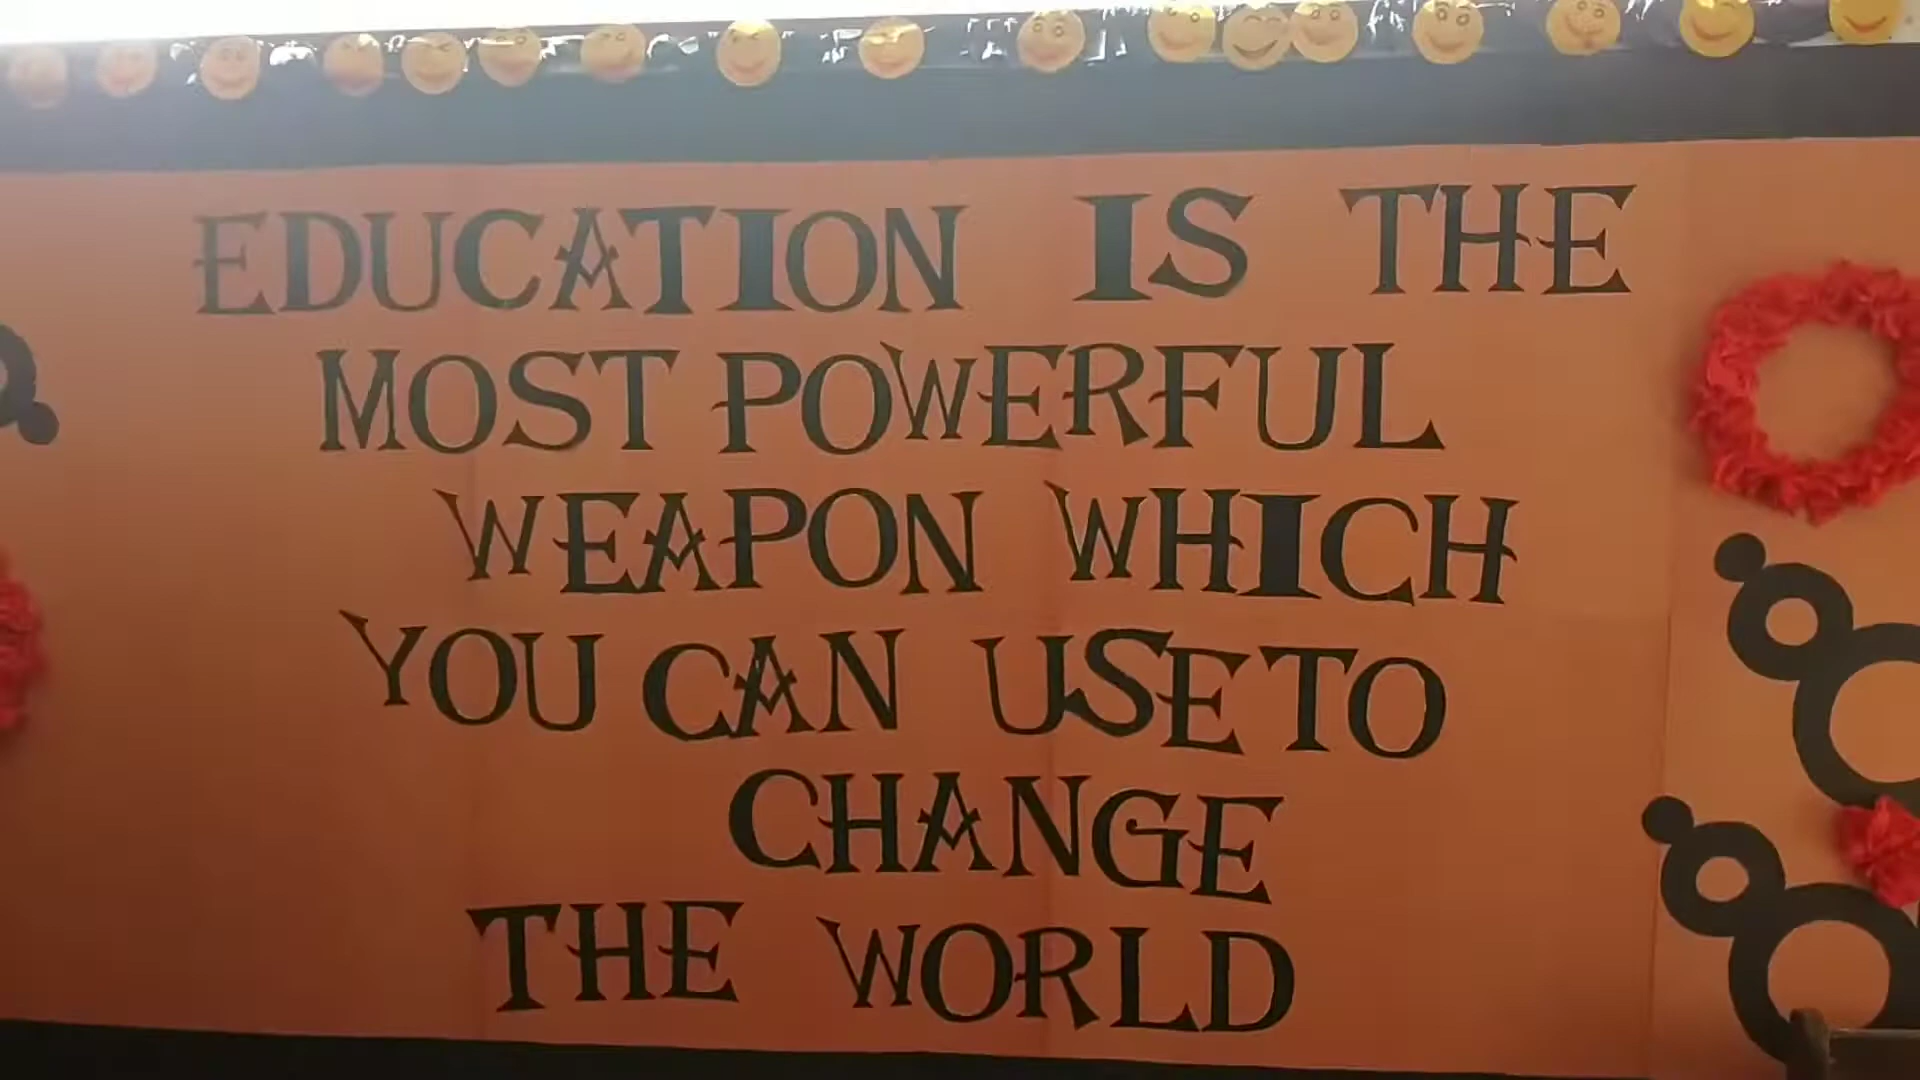 EDUCATION IS THE
MOST POWERFUL
WEAPON WHICH
YOU CAN USE TO
CHANGE
THE WORLD